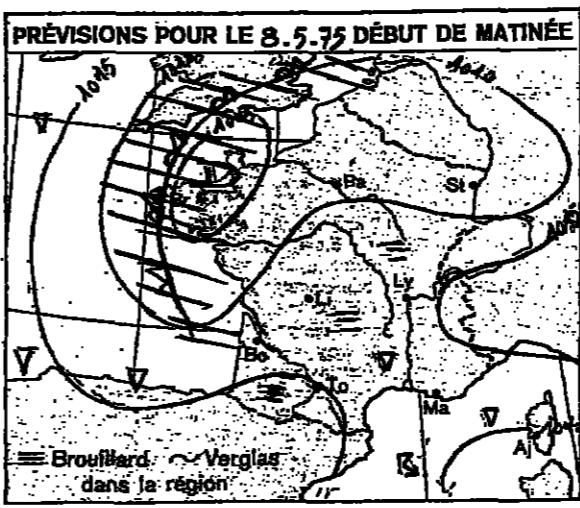 PRÉVISIONS POUR LE 8.5.75 DÉBUT DE MATINÉE
1015
1010
Pa
St
1015
Li
Ly
Bo
To
Ma
Aj
Brouillard Verglas
dans la région